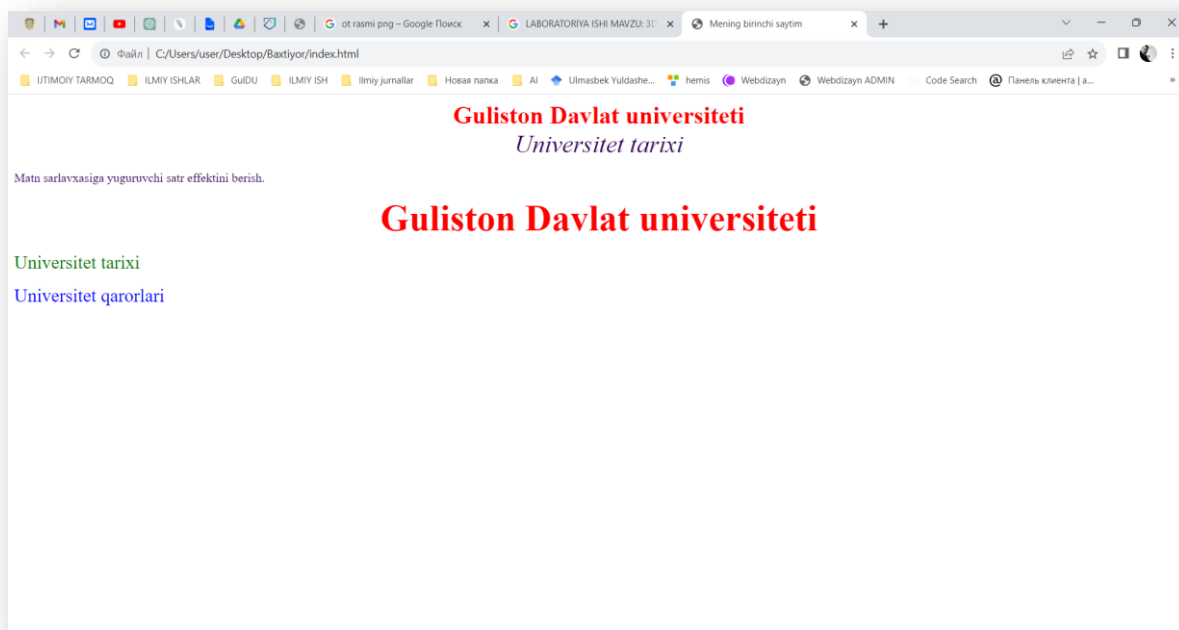 ot rasmi png – Google Поиск
LABORATORIYA ISHI MAVZU: 3D
Mening birinchi saytim
Файл | C:/Users/user/Desktop/Baxtiyor/index.html
IJTIMOIY TARMOQ ILMIY ISHLAR GulDU ILMIY ISH Ilmiy jurnallar Новая папка AI Ulmasbek Yuldashe... hemis Webdizayn Webdizayn ADMIN Code Search Панель клиента | a... »
Guliston Davlat universiteti
Universitet tarixi
Matn sarlavxasiga yuguruvchi satr effektini berish.
Guliston Davlat universiteti
Universitet tarixi
Universitet qarorlari